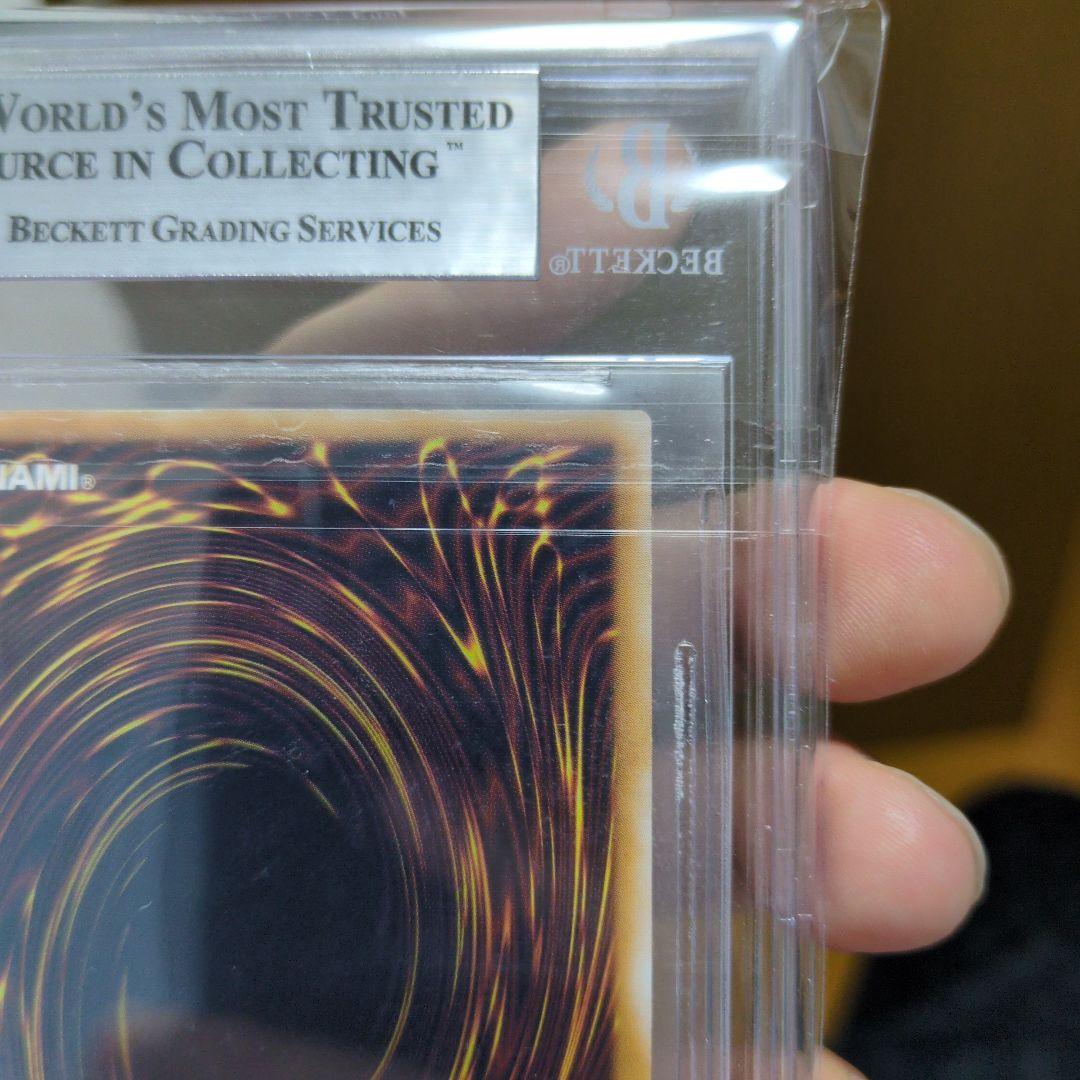 WORLD'S MOST TRUSTED
URCE IN COLLECTING™
BECKETT GRADING SERVICES
B
BECKETT®
NAMI®